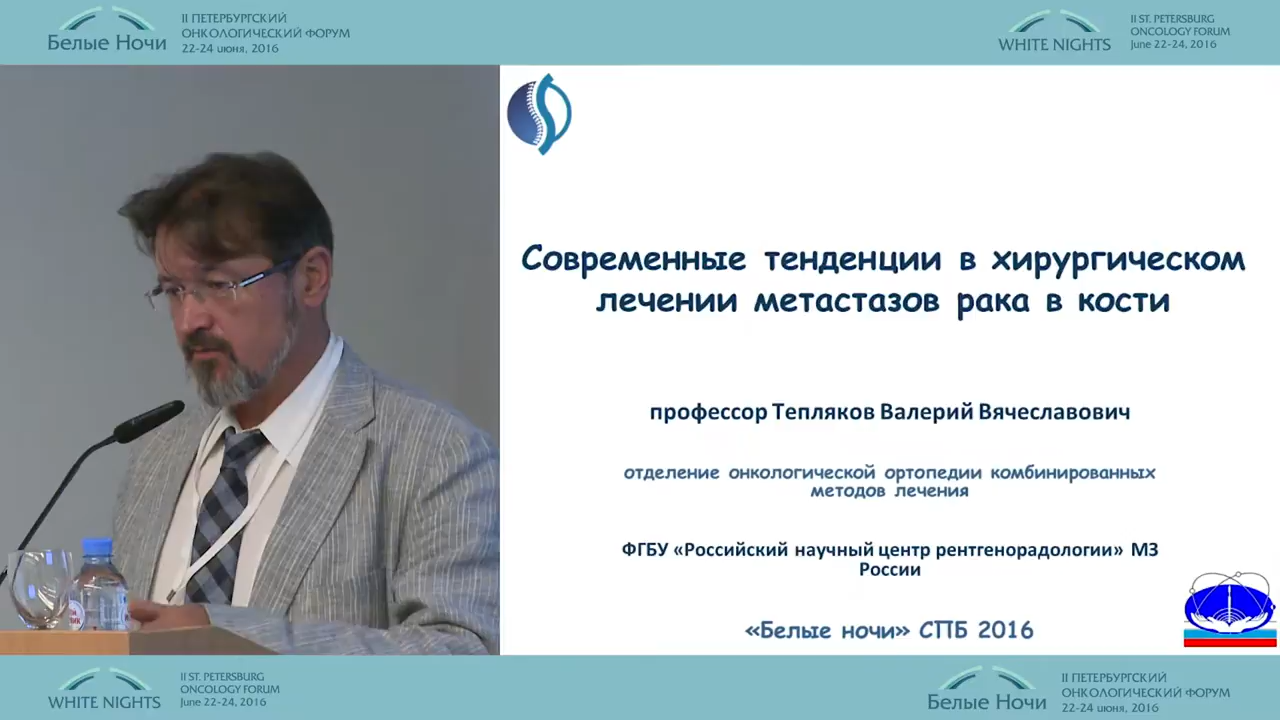 Белые Ночи
II ПЕТЕРБУРГСКИЙ
ОНКОЛОГИЧЕСКИЙ ФОРУМ
22-24 июня, 2016
WHITE NIGHTS
II ST. PETERSBURG
ONCOLOGY FORUM
June 22-24, 2016
Современные тенденции в хирургическом
лечении метастазов рака в кости
профессор Тепляков Валерий Вячеславович
отделение онкологической ортопедии комбинированных
методов лечения
ФГБУ «Российский научный центр рентгенорадологии» МЗ
России
«Белые ночи» СПБ 2016
WHITE NIGHTS
II ST. PETERSBURG
ONCOLOGY FORUM
June 22-24, 2016
Белые Ночи
II ПЕТЕРБУРГСКИЙ
ОНКОЛОГИЧЕСКИЙ ФОРУМ
22-24 июня, 2016